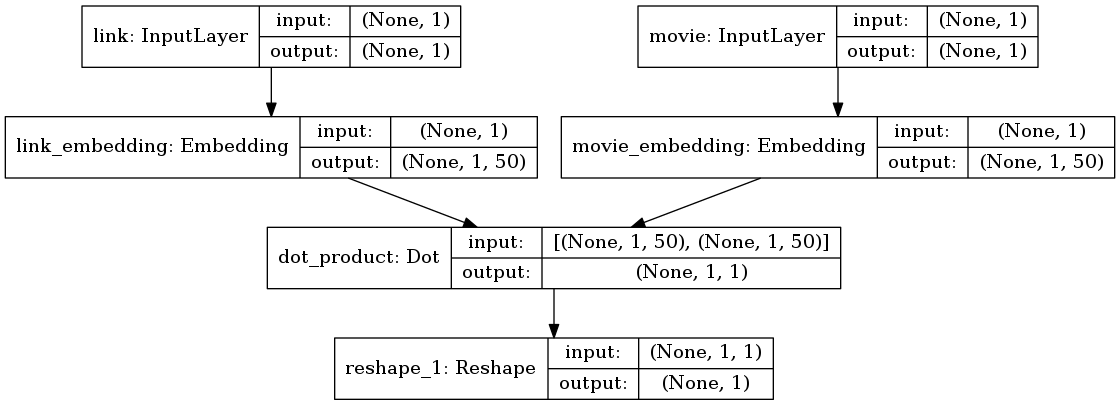 link: InputLayer
input: (None, 1)
output: (None, 1)
movie: InputLayer
input: (None, 1)
output: (None, 1)
link_embedding: Embedding
input: (None, 1)
output: (None, 1, 50)
movie_embedding: Embedding
input: (None, 1)
output: (None, 1, 50)
dot_product: Dot
input: [(None, 1, 50), (None, 1, 50)]
output: (None, 1, 1)
reshape_1: Reshape
input: (None, 1, 1)
output: (None, 1)